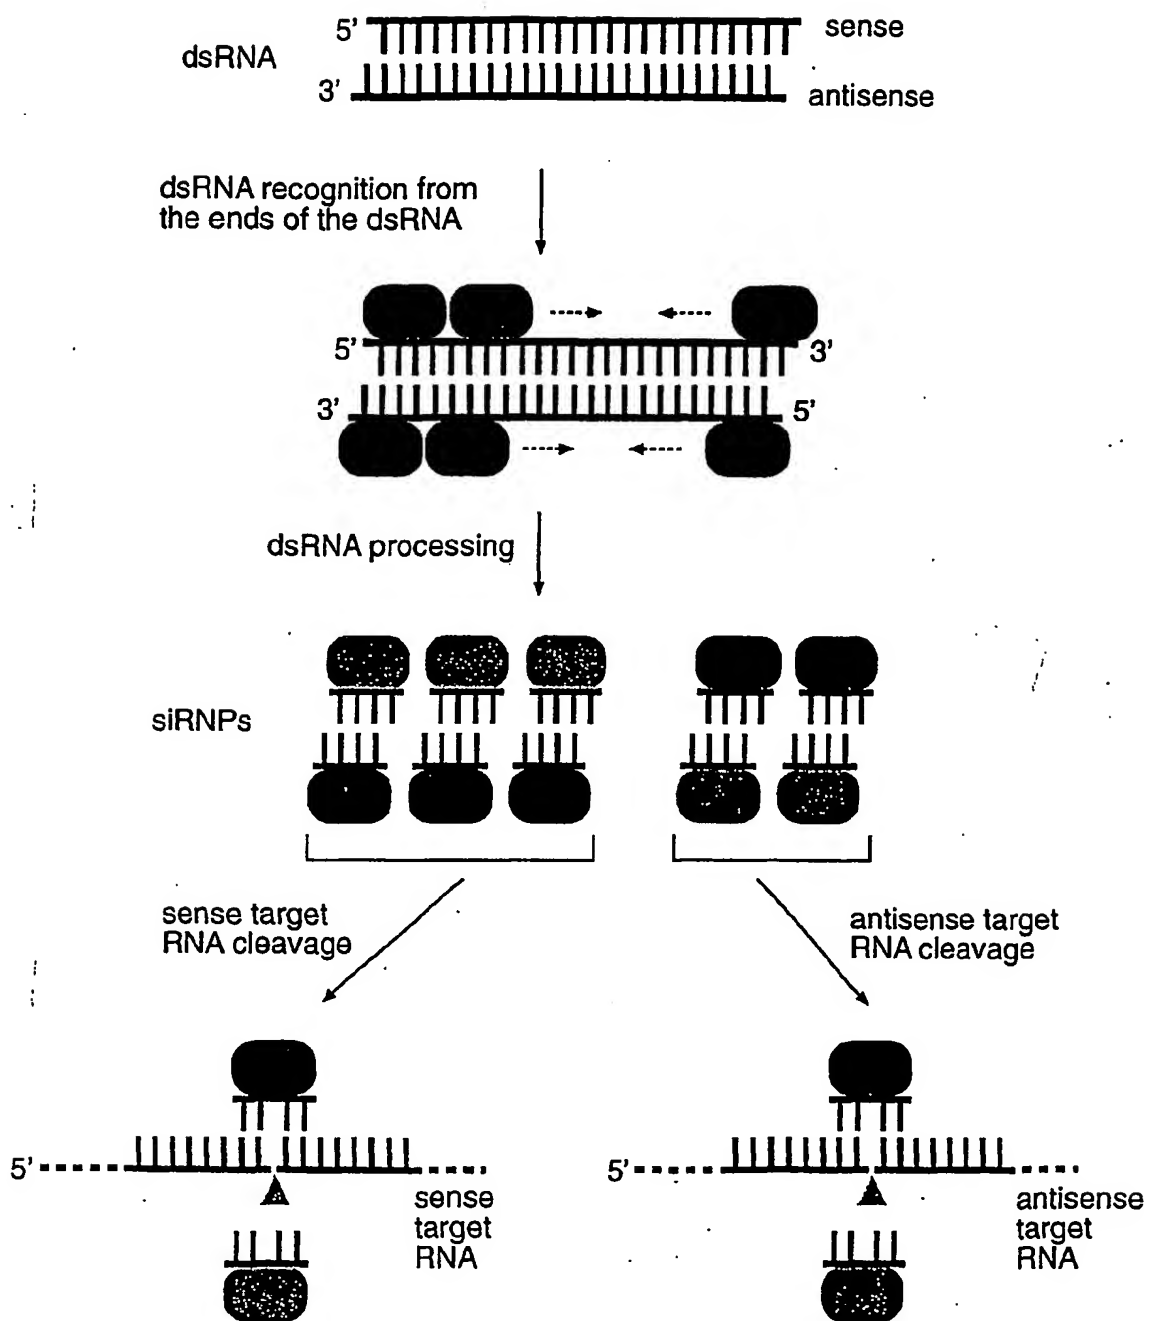 5' sense
dsRNA
3' antisense
dsRNA recognition from
the ends of the dsRNA
5' 3'
3' 5'
dsRNA processing
siRNPs
sense target
RNA cleavage
antisense target
RNA cleavage
5'
sense
target
RNA
5'
antisense
target
RNA